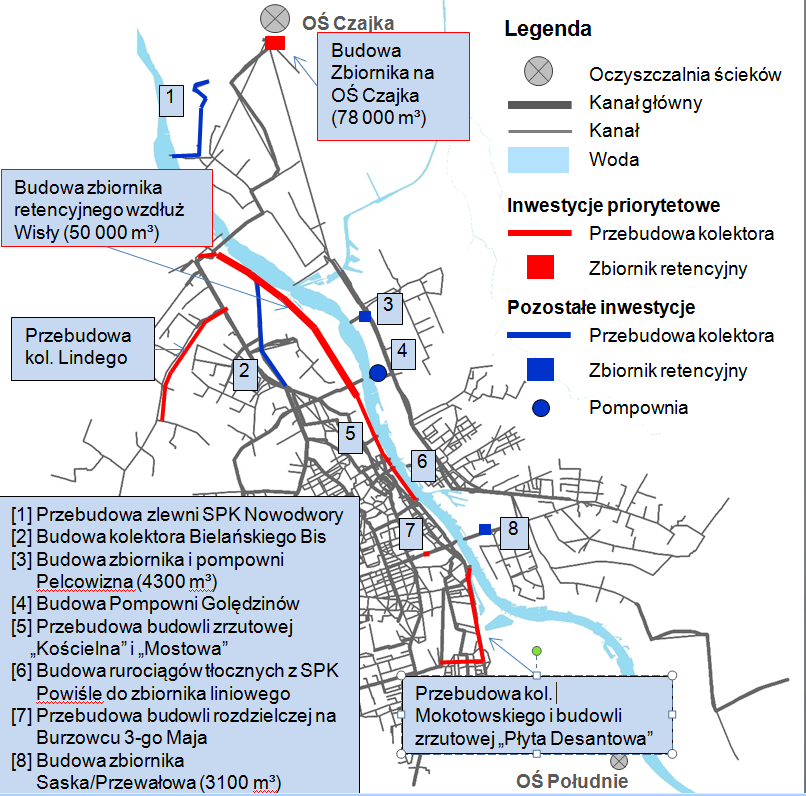 OŚ Czajka
Budowa
Zbiornika na
OŚ Czajka
(78 000 m³)
Legenda
Oczyszczalnia ścieków
Kanał główny
Kanał
Woda
Inwestycje priorytetowe
Przebudowa kolektora
Zbiornik retencyjny
Pozostałe inwestycje
Przebudowa kolektora
Zbiornik retencyjny
Pompownia
1
Budowa zbiornika
retencyjnego wzdłuż
Wisły (50 000 m³)
Przebudowa
kol. Lindego
2
3
4
5
6
7
8
[1] Przebudowa zlewni SPK Nowodwory
[2] Budowa kolektora Bielańskiego Bis
[3] Budowa zbiornika i pompowni
Pelcowizna (4300 m³)
[4] Budowa Pompowni Golędzinów
[5] Przebudowa budowli zrzutowej
„Kościelna” i „Mostowa”
[6] Budowa rurociągów tłocznych z SPK
Powiśle do zbiornika liniowego
[7] Przebudowa budowli rozdzielczej na
Burzowcu 3-go Maja
[8] Budowa zbiornika
Saska/Przewałowa (3100 m³)
Przebudowa kol.
Mokotowskiego i budowli
zrzutowej „Płyta Desantowa”
OŚ Południe